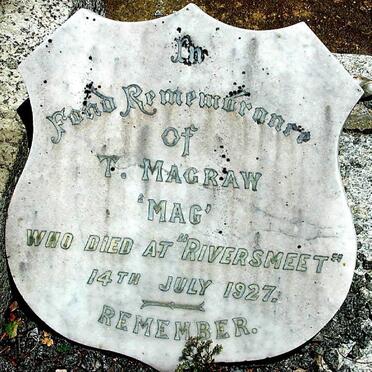 In
Fond Remembrance
of
T. MAGRAW
'MAG'
WHO DIED AT "RIVERSMEET"
14TH JULY 1927.
REMEMBER.